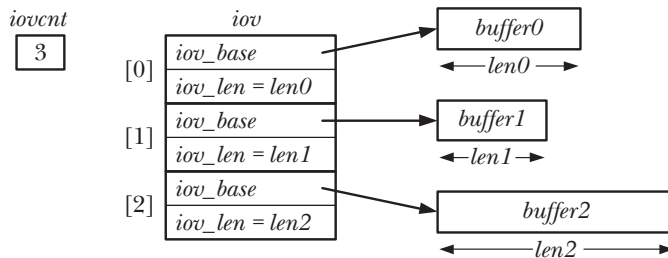 iovcnt
3
iov
[0]
iov_base
iov_len = len0
[1]
iov_base
iov_len = len1
[2]
iov_base
iov_len = len2
buffer0
len0
buffer1
len1
buffer2
len2